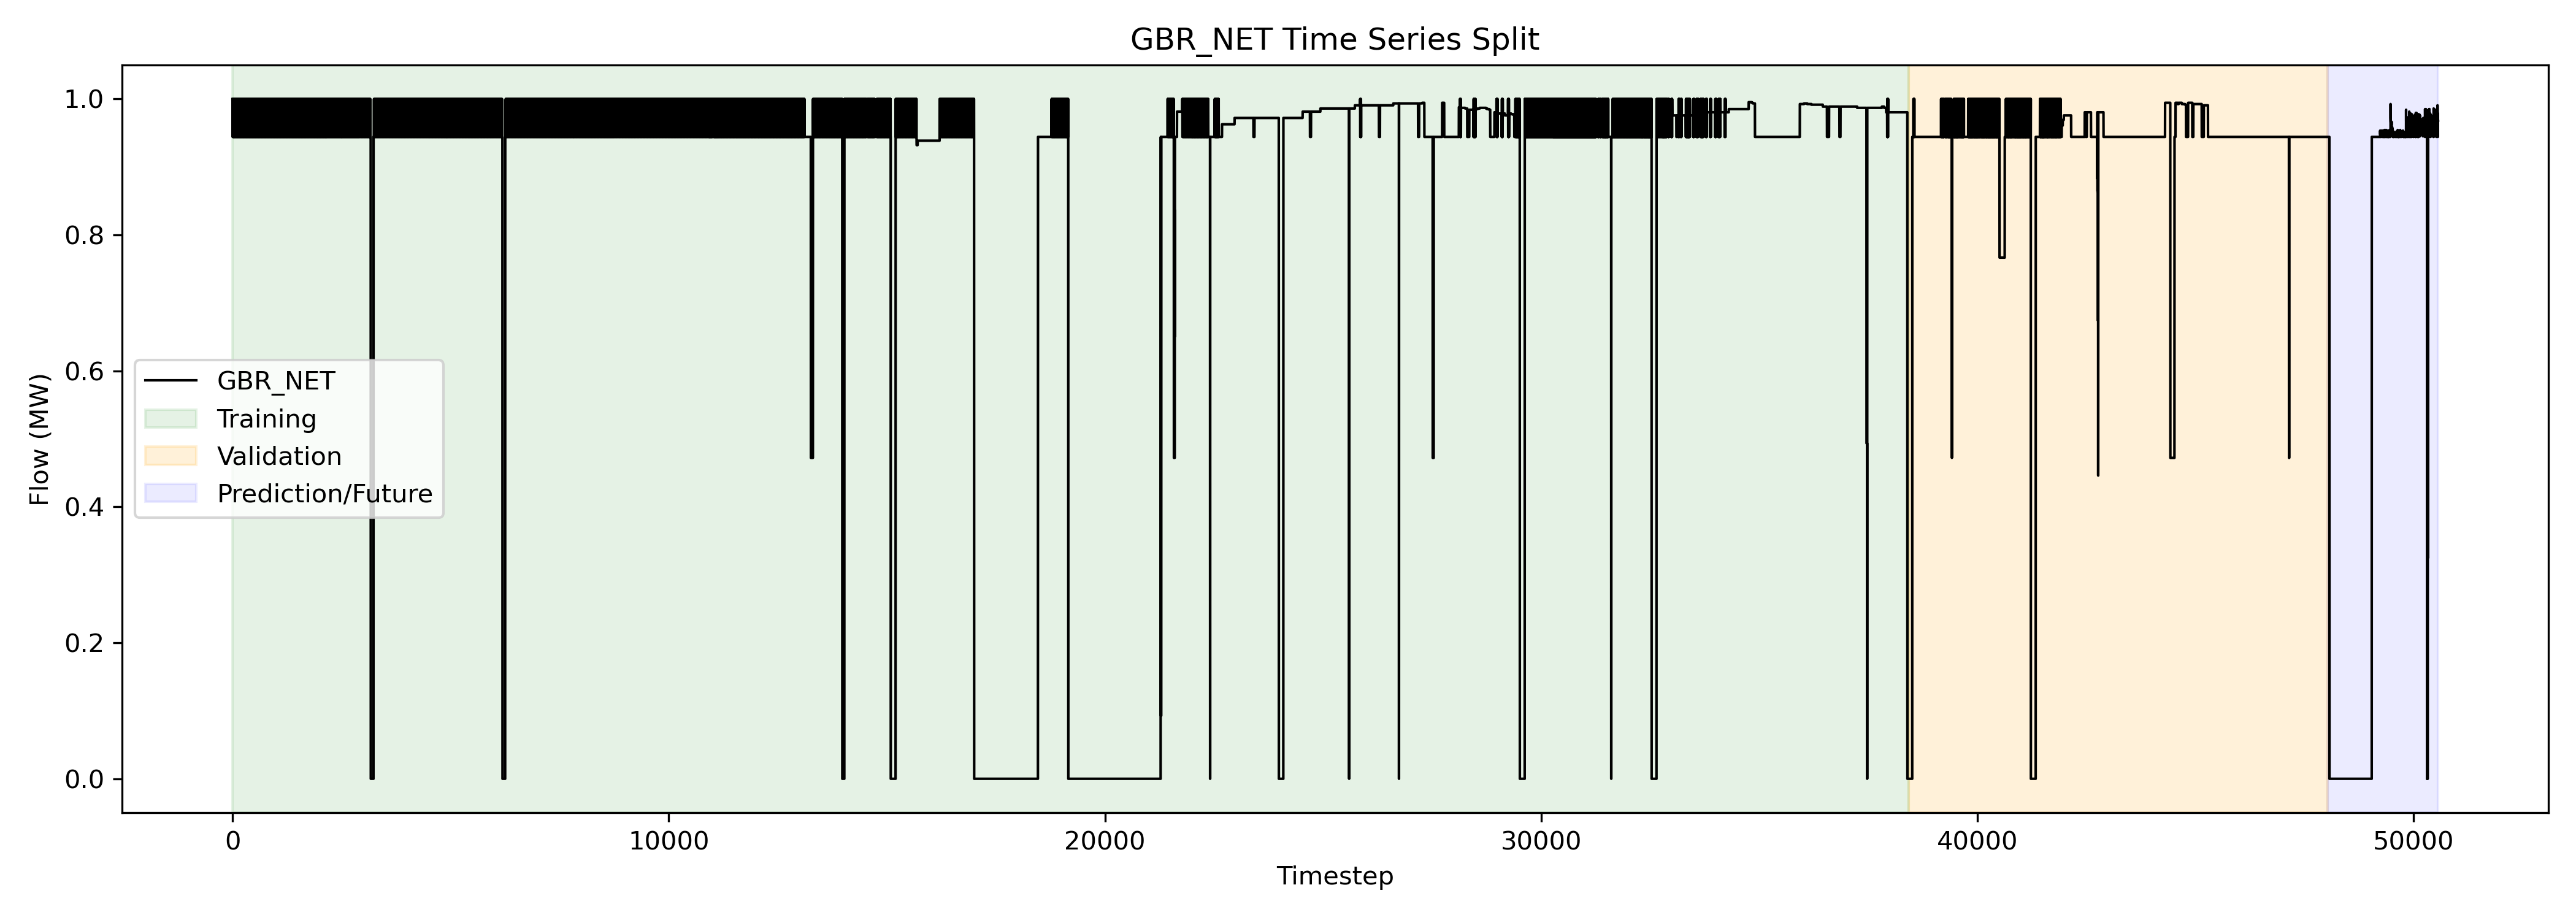 GBR_NET Time Series Split
1.0
0.8
0.6
0.4
0.2
0.0
Flow (MW)
GBR_NET
Training
Validation
Prediction/Future
0
10000
20000
30000
40000
50000
Timestep